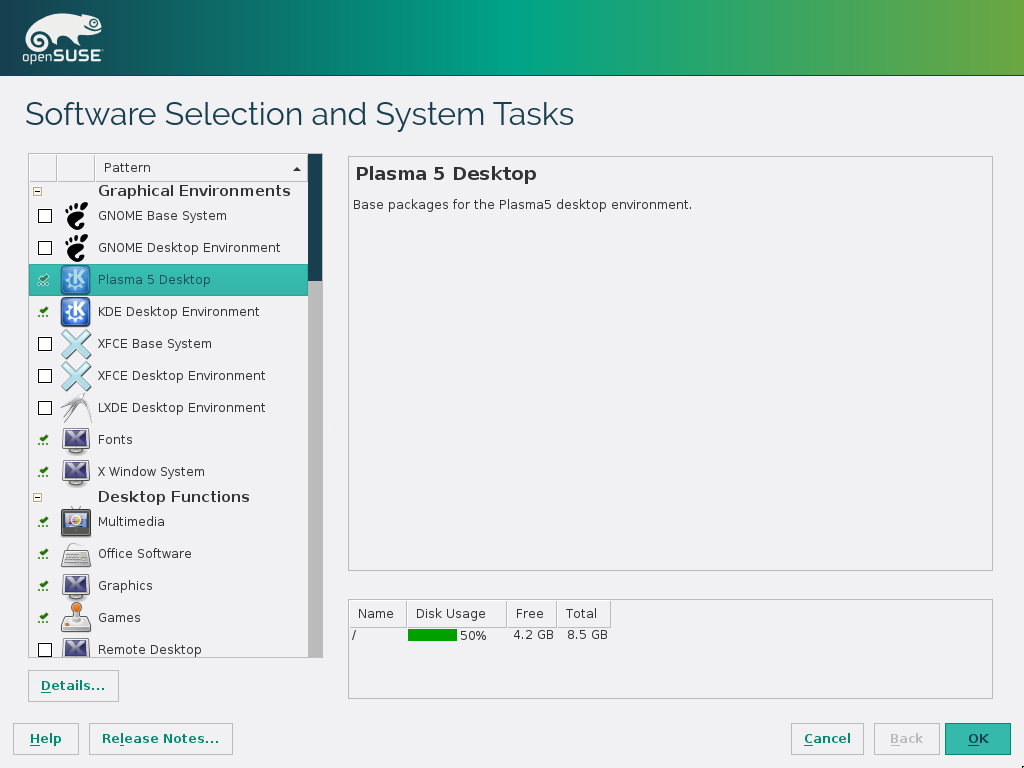 openSUSE
Software Selection and System Tasks
Pattern
Graphical Environments
GNOME Base System
GNOME Desktop Environment
Plasma 5 Desktop
KDE Desktop Environment
XFCE Base System
XFCE Desktop Environment
LXDE Desktop Environment
Fonts
X Window System
Desktop Functions
Multimedia
Office Software
Graphics
Games
Remote Desktop
Details...
Plasma 5 Desktop
Base packages for the Plasma5 desktop environment.
Name Disk Usage Free Total
/ 50% 4.2 GB 8.5 GB
Help Release Notes... Cancel Back OK